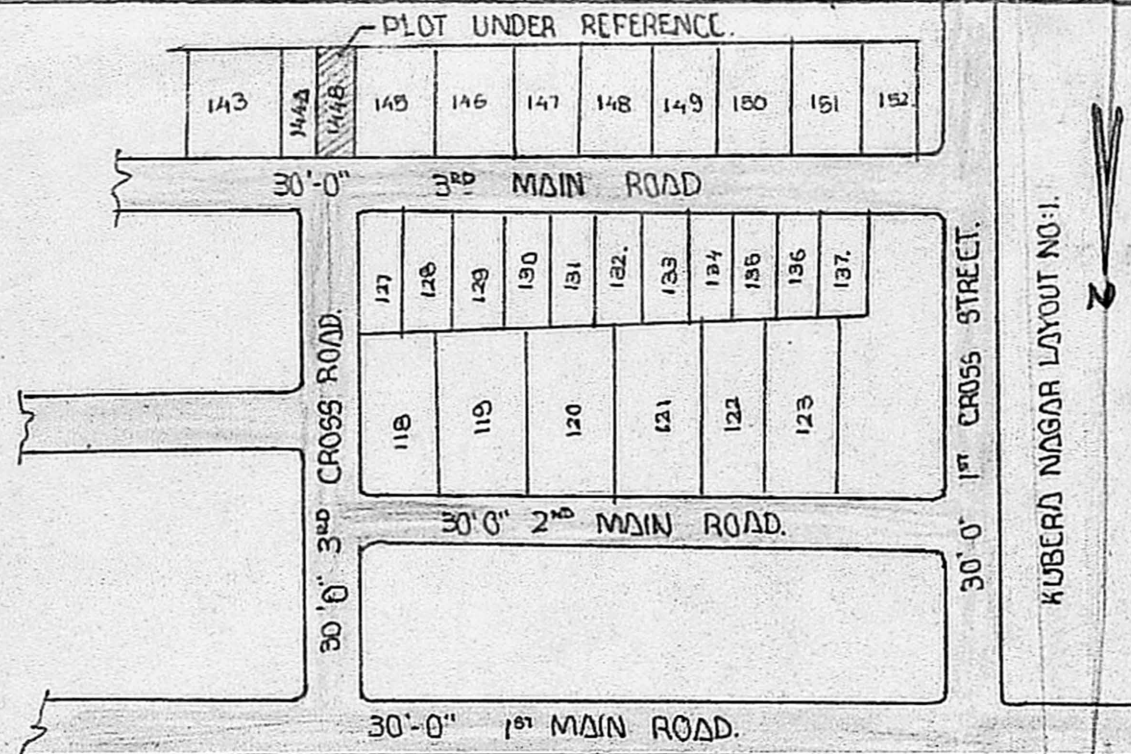 PLOT UNDER REFERENCE.
143
144A
144B
145
146
147
148
149
150
151
152.
30'-0" 3RD MAIN ROAD
127
128
129
130
131
132.
133
134
135
136
137.
118
119
120
121
122
123
30'0" 3RD CROSS ROAD.
30'0" 2ND MAIN ROAD.
30'-0" 1ST CROSS STREET.
KUBERA NAGAR LAYOUT NO:1.
N
30'-0" 1ST MAIN ROAD.